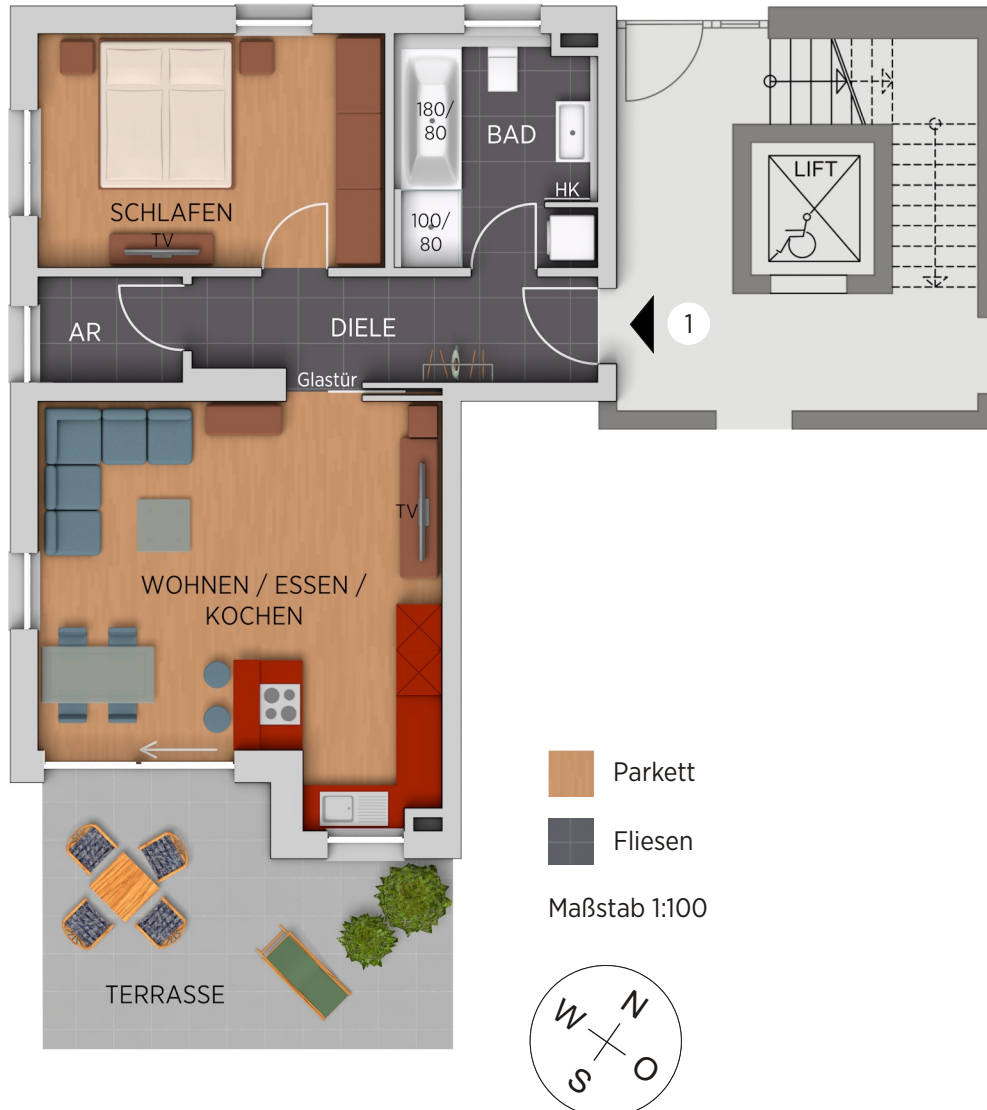 180/
80
BAD
LIFT
HK
SCHLAFEN
TV
100/
80
AR
DIELE
1
Glastür
TV
WOHNEN / ESSEN /
KOCHEN
Parkett
Fliesen
Maßstab 1:100
TERRASSE
W
N
S
O